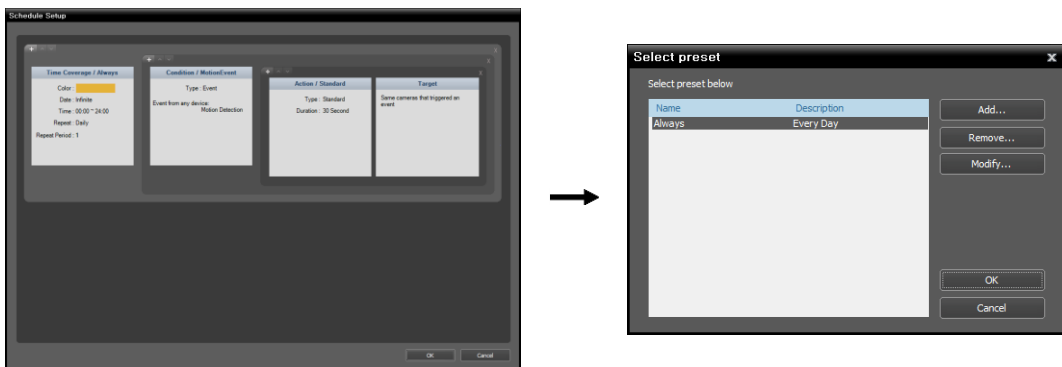 Schedule Setup
Time Coverage / Always
Color :
Date : Infinite
Time : 00:00 ~ 24:00
Repeat : Daily
Repeat Period : 1
Condition / MotionEvent
Type : Event
Event from any device:
Motion Detection
Action / Standard
Type : Standard
Duration : 30 Second
Target
Same cameras that triggered an
event
OK
Cancel
Select preset
x
Select preset below
Name Description
Always Every Day
Add...
Remove...
Modify...
OK
Cancel